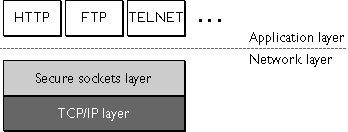 HTTP FTP TELNET ...
Application layer
Network layer
Secure sockets layer
TCP/IP layer